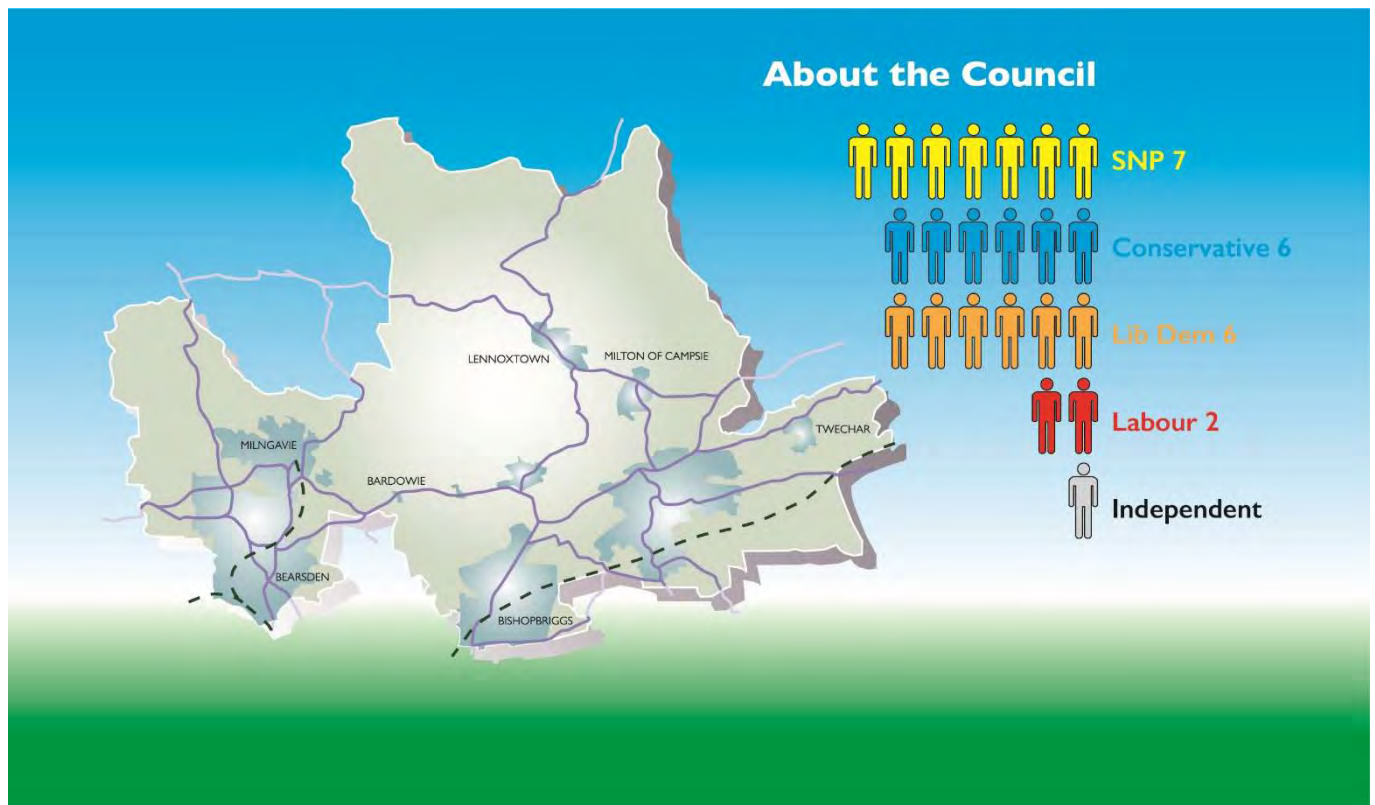 About the Council
SNP 7
Conservative 6
Lib Dem 6
Labour 2
Independent
LENNOXTOWN
MILTON OF CAMPSIE
TWECHAR
MILNGAVIE
BARDOWIE
BEARSDEN
BISHOPBRIGGS